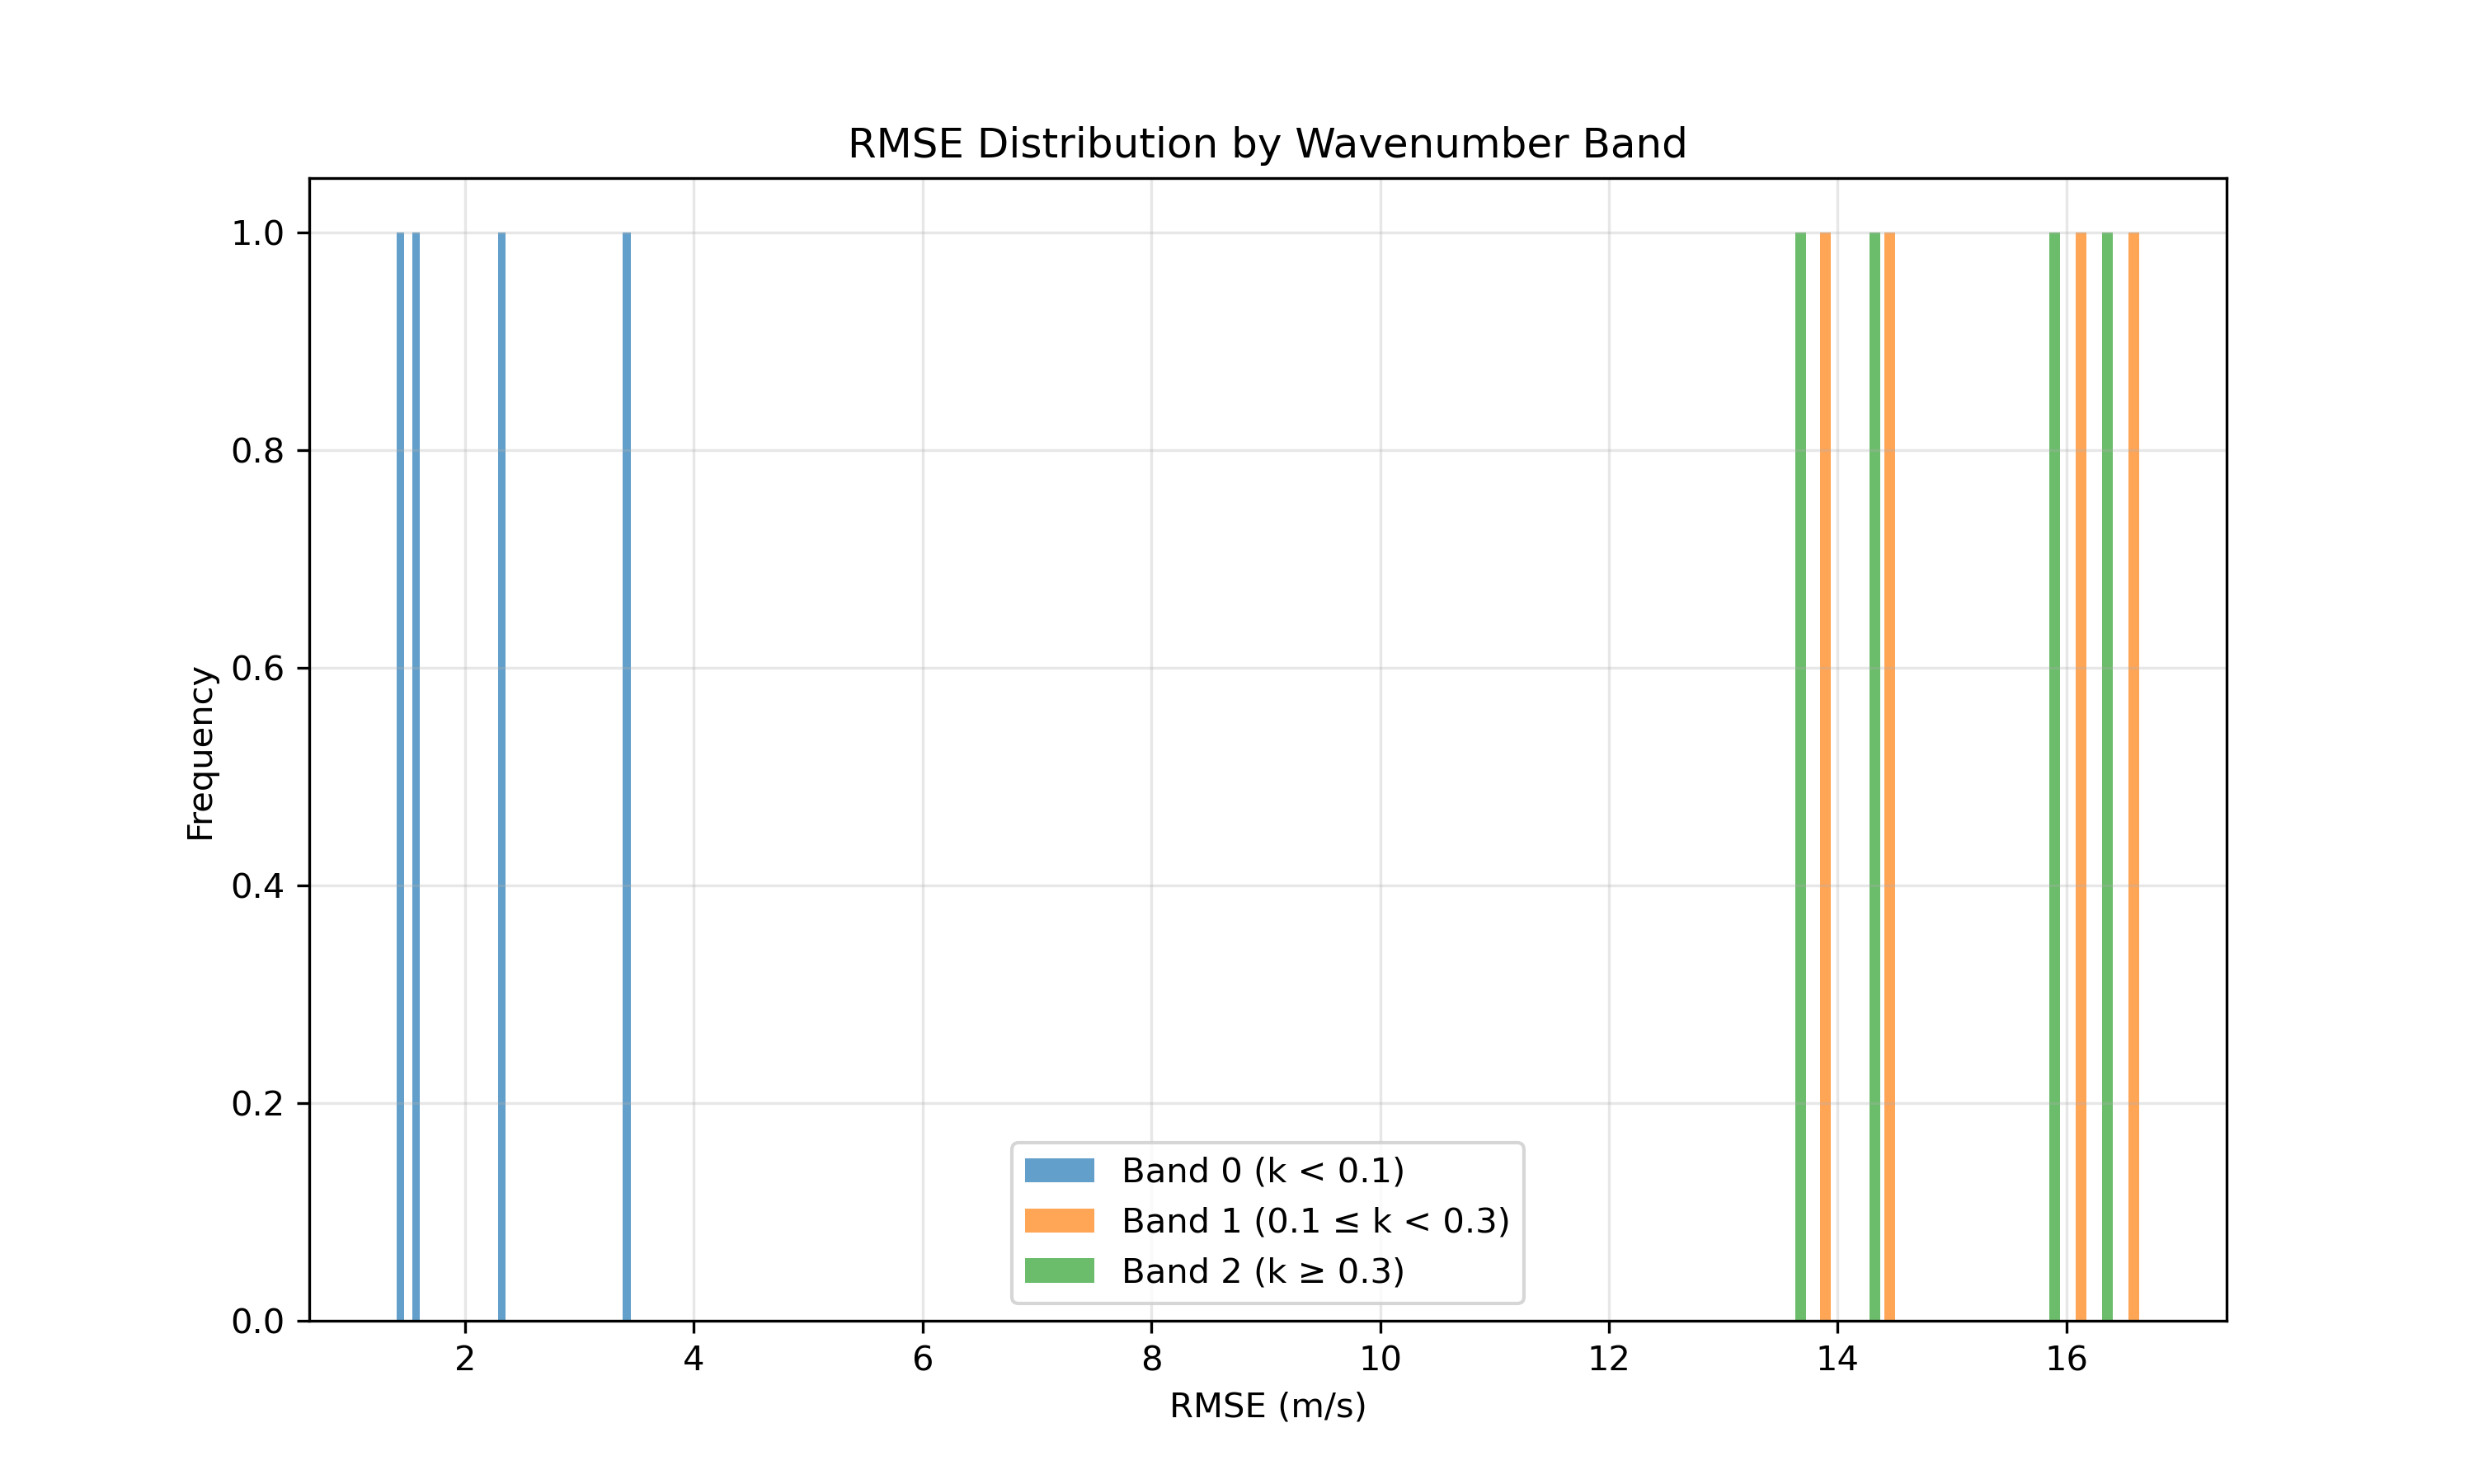 RMSE Distribution by Wavenumber Band
1.0
0.8
0.6
0.4
0.2
0.0
Frequency
Band 0 (k < 0.1)
Band 1 (0.1 ≤ k < 0.3)
Band 2 (k ≥ 0.3)
2 4 6 8 10 12 14 16
RMSE (m/s)